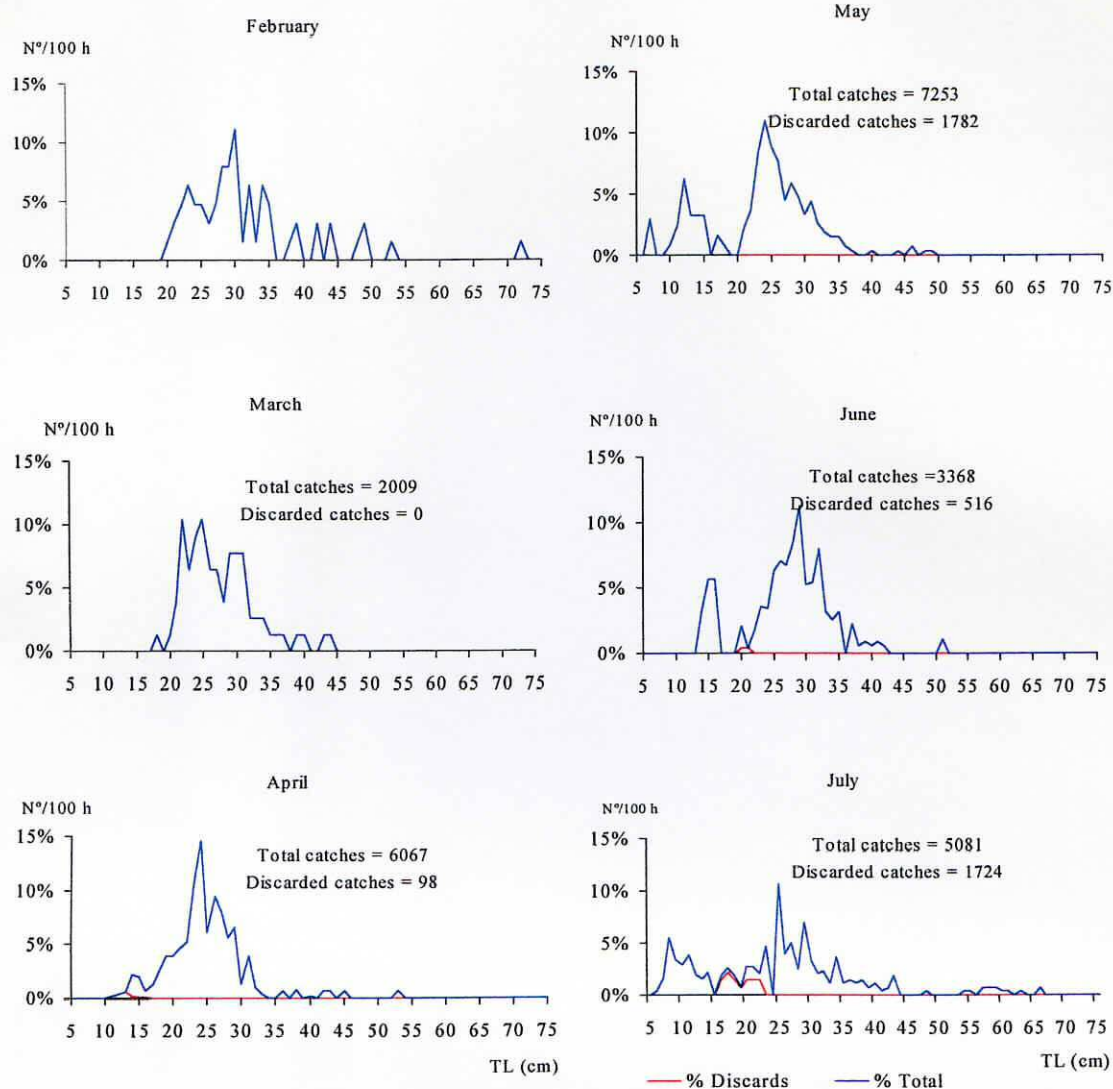 February
Nº/100 h
15%
10%
5%
0%
5 10 15 20 25 30 35 40 45 50 55 60 65 70 75
May
Nº/100 h
15%
Total catches = 7253
Discarded catches = 1782
10%
5%
0%
5 10 15 20 25 30 35 40 45 50 55 60 65 70 75
March
Nº/100 h
15%
Total catches = 2009
Discarded catches = 0
10%
5%
0%
5 10 15 20 25 30 35 40 45 50 55 60 65 70 75
June
Nº/100 h
15%
Total catches =3368
Discarded catches = 516
10%
5%
0%
5 10 15 20 25 30 35 40 45 50 55 60 65 70 75
April
Nº/100 h
15%
Total catches = 6067
Discarded catches = 98
10%
5%
0%
5 10 15 20 25 30 35 40 45 50 55 60 65 70 75
TL (cm)
July
Nº/100 h
15%
Total catches = 5081
Discarded catches = 1724
10%
5%
0%
5 10 15 20 25 30 35 40 45 50 55 60 65 70 75
TL (cm)
% Discards % Total